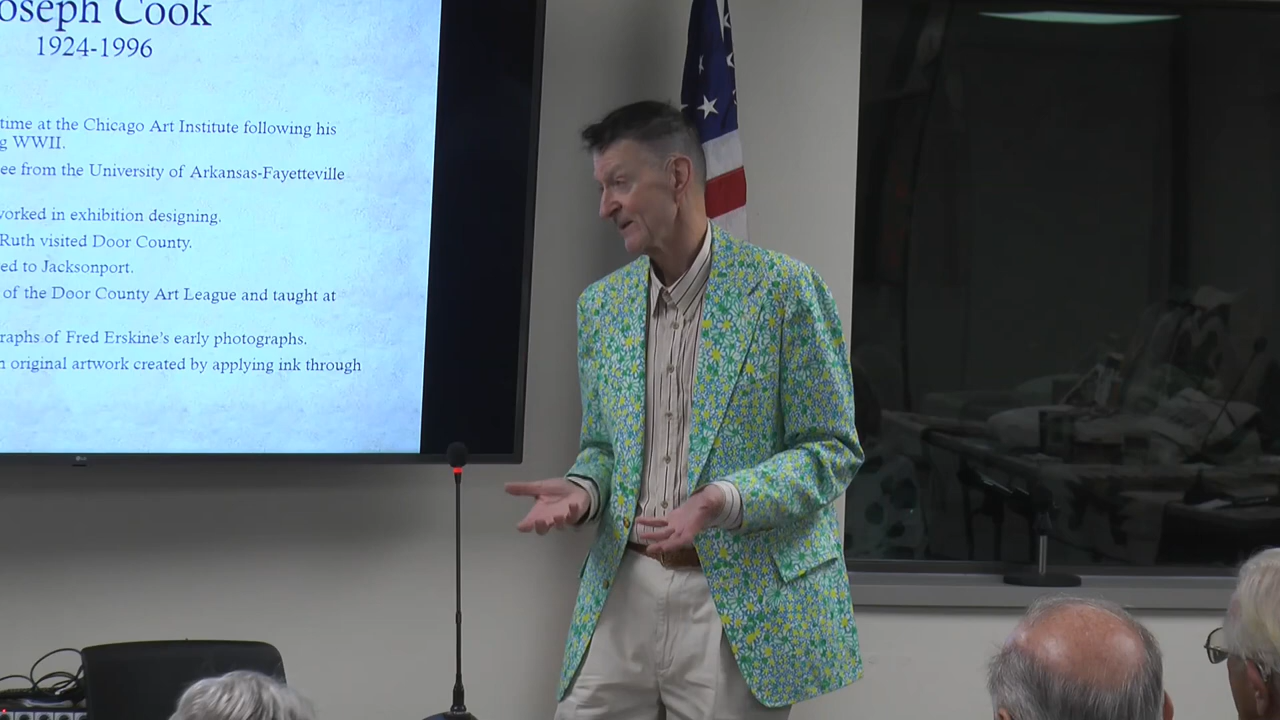 oseph Cook
1924-1996
time at the Chicago Art Institute following his
g WWII.
ee from the University of Arkansas-Fayetteville
worked in exhibition designing.
Ruth visited Door County.
ed to Jacksonport.
of the Door County Art League and taught at
raphs of Fred Erskine's early photographs.
n original artwork created by applying ink through
LG